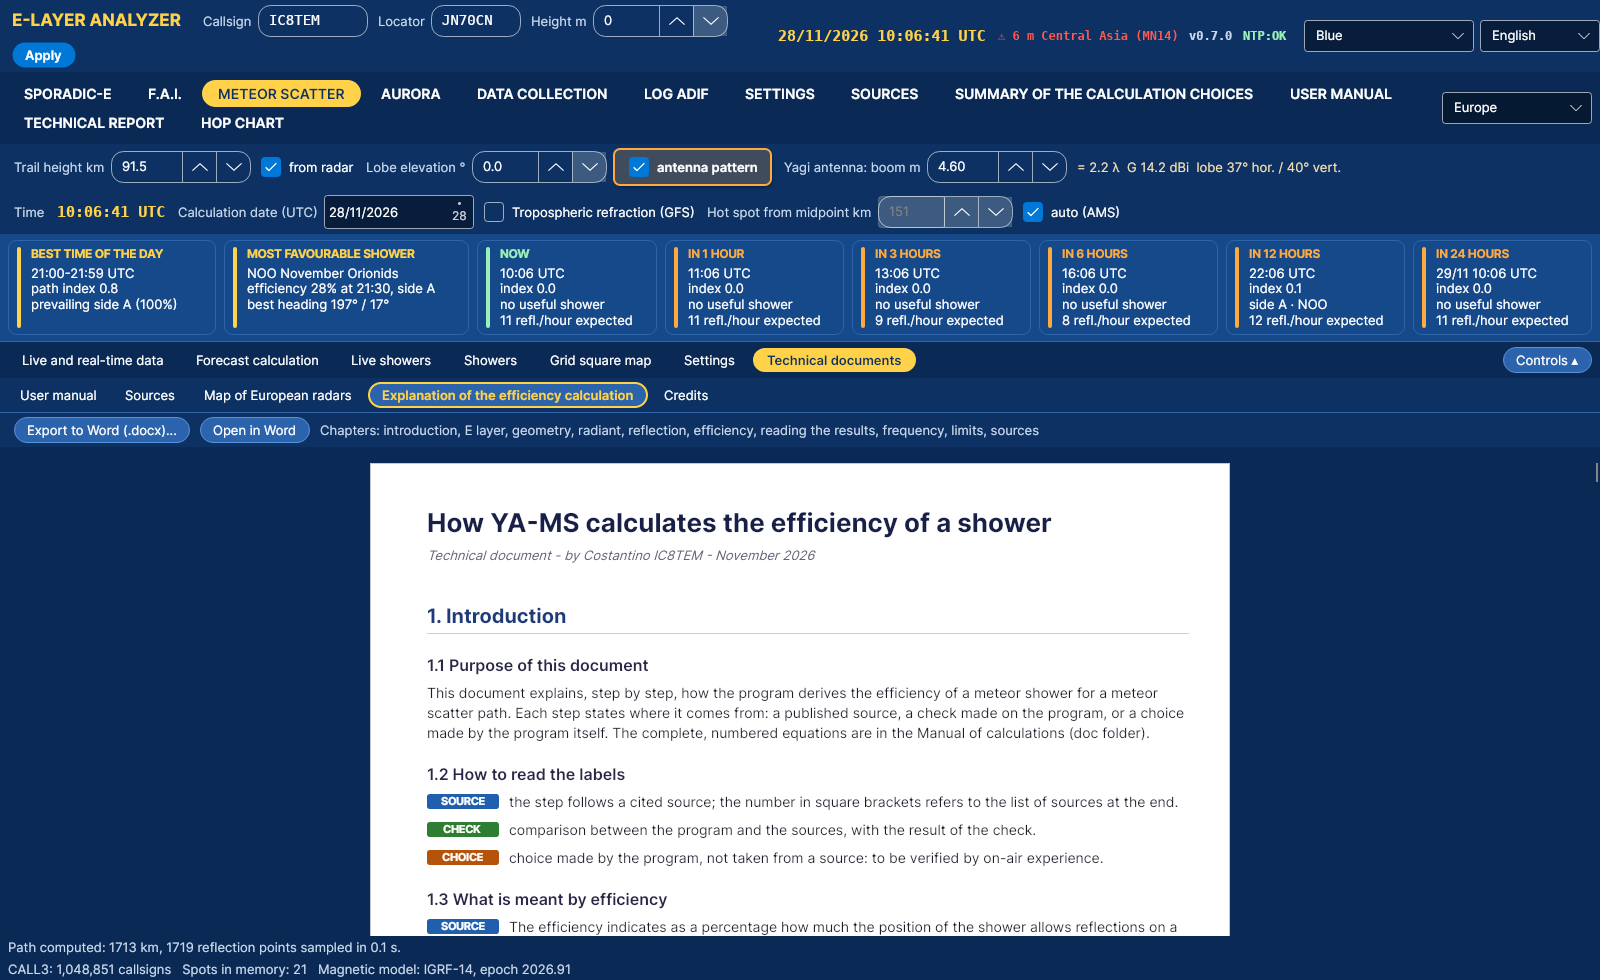 E-LAYER ANALYZER Callsign IC8TEM Locator JN70CN Height m 0
28/11/2026 10:06:41 UTC ⚠ 6 m Central Asia (MN14) v0.7.0 NTP:OK Blue English
Apply
SPORADIC-E F.A.I. METEOR SCATTER AURORA DATA COLLECTION LOG ADIF SETTINGS SOURCES SUMMARY OF THE CALCULATION CHOICES USER MANUAL
TECHNICAL REPORT HOP CHART
Europe
Trail height km 91.5 from radar Lobe elevation ° 0.0 antenna pattern Yagi antenna: boom m 4.60 = 2.2 λ G 14.2 dBi lobe 37° hor. / 40° vert.
Time 10:06:41 UTC Calculation date (UTC) 28/11/2026 28 Tropospheric refraction (GFS) Hot spot from midpoint km 151 auto (AMS)
BEST TIME OF THE DAY
21:00-21:59 UTC
path index 0.8
prevailing side A (100%)
MOST FAVOURABLE SHOWER
NOO November Orionids
efficiency 28% at 21:30, side A
best heading 197° / 17°
NOW
10:06 UTC
index 0.0
no useful shower
11 refl./hour expected
IN 1 HOUR
11:06 UTC
index 0.0
no useful shower
11 refl./hour expected
IN 3 HOURS
13:06 UTC
index 0.0
no useful shower
9 refl./hour expected
IN 6 HOURS
16:06 UTC
index 0.0
no useful shower
8 refl./hour expected
IN 12 HOURS
22:06 UTC
index 0.1
side A · NOO
12 refl./hour expected
IN 24 HOURS
29/11 10:06 UTC
index 0.0
no useful shower
11 refl./hour expected
Live and real-time data Forecast calculation Live showers Showers Grid square map Settings Technical documents Controls ▴
User manual Sources Map of European radars Explanation of the efficiency calculation Credits
Export to Word (.docx)... Open in Word Chapters: introduction, E layer, geometry, radiant, reflection, efficiency, reading the results, frequency, limits, sources
How YA-MS calculates the efficiency of a shower
Technical document - by Costantino IC8TEM - November 2026
1. Introduction
1.1 Purpose of this document
This document explains, step by step, how the program derives the efficiency of a meteor shower for a meteor
scatter path. Each step states where it comes from: a published source, a check made on the program, or a choice
made by the program itself. The complete, numbered equations are in the Manual of calculations (doc folder).
1.2 How to read the labels
SOURCE the step follows a cited source; the number in square brackets refers to the list of sources at the end.
CHECK comparison between the program and the sources, with the result of the check.
CHOICE choice made by the program, not taken from a source: to be verified by on-air experience.
1.3 What is meant by efficiency
SOURCE The efficiency indicates as a percentage how much the position of the shower allows reflections on a
Path computed: 1713 km, 1719 reflection points sampled in 0.1 s.
CALL3: 1,048,851 callsigns Spots in memory: 21 Magnetic model: IGRF-14, epoch 2026.91